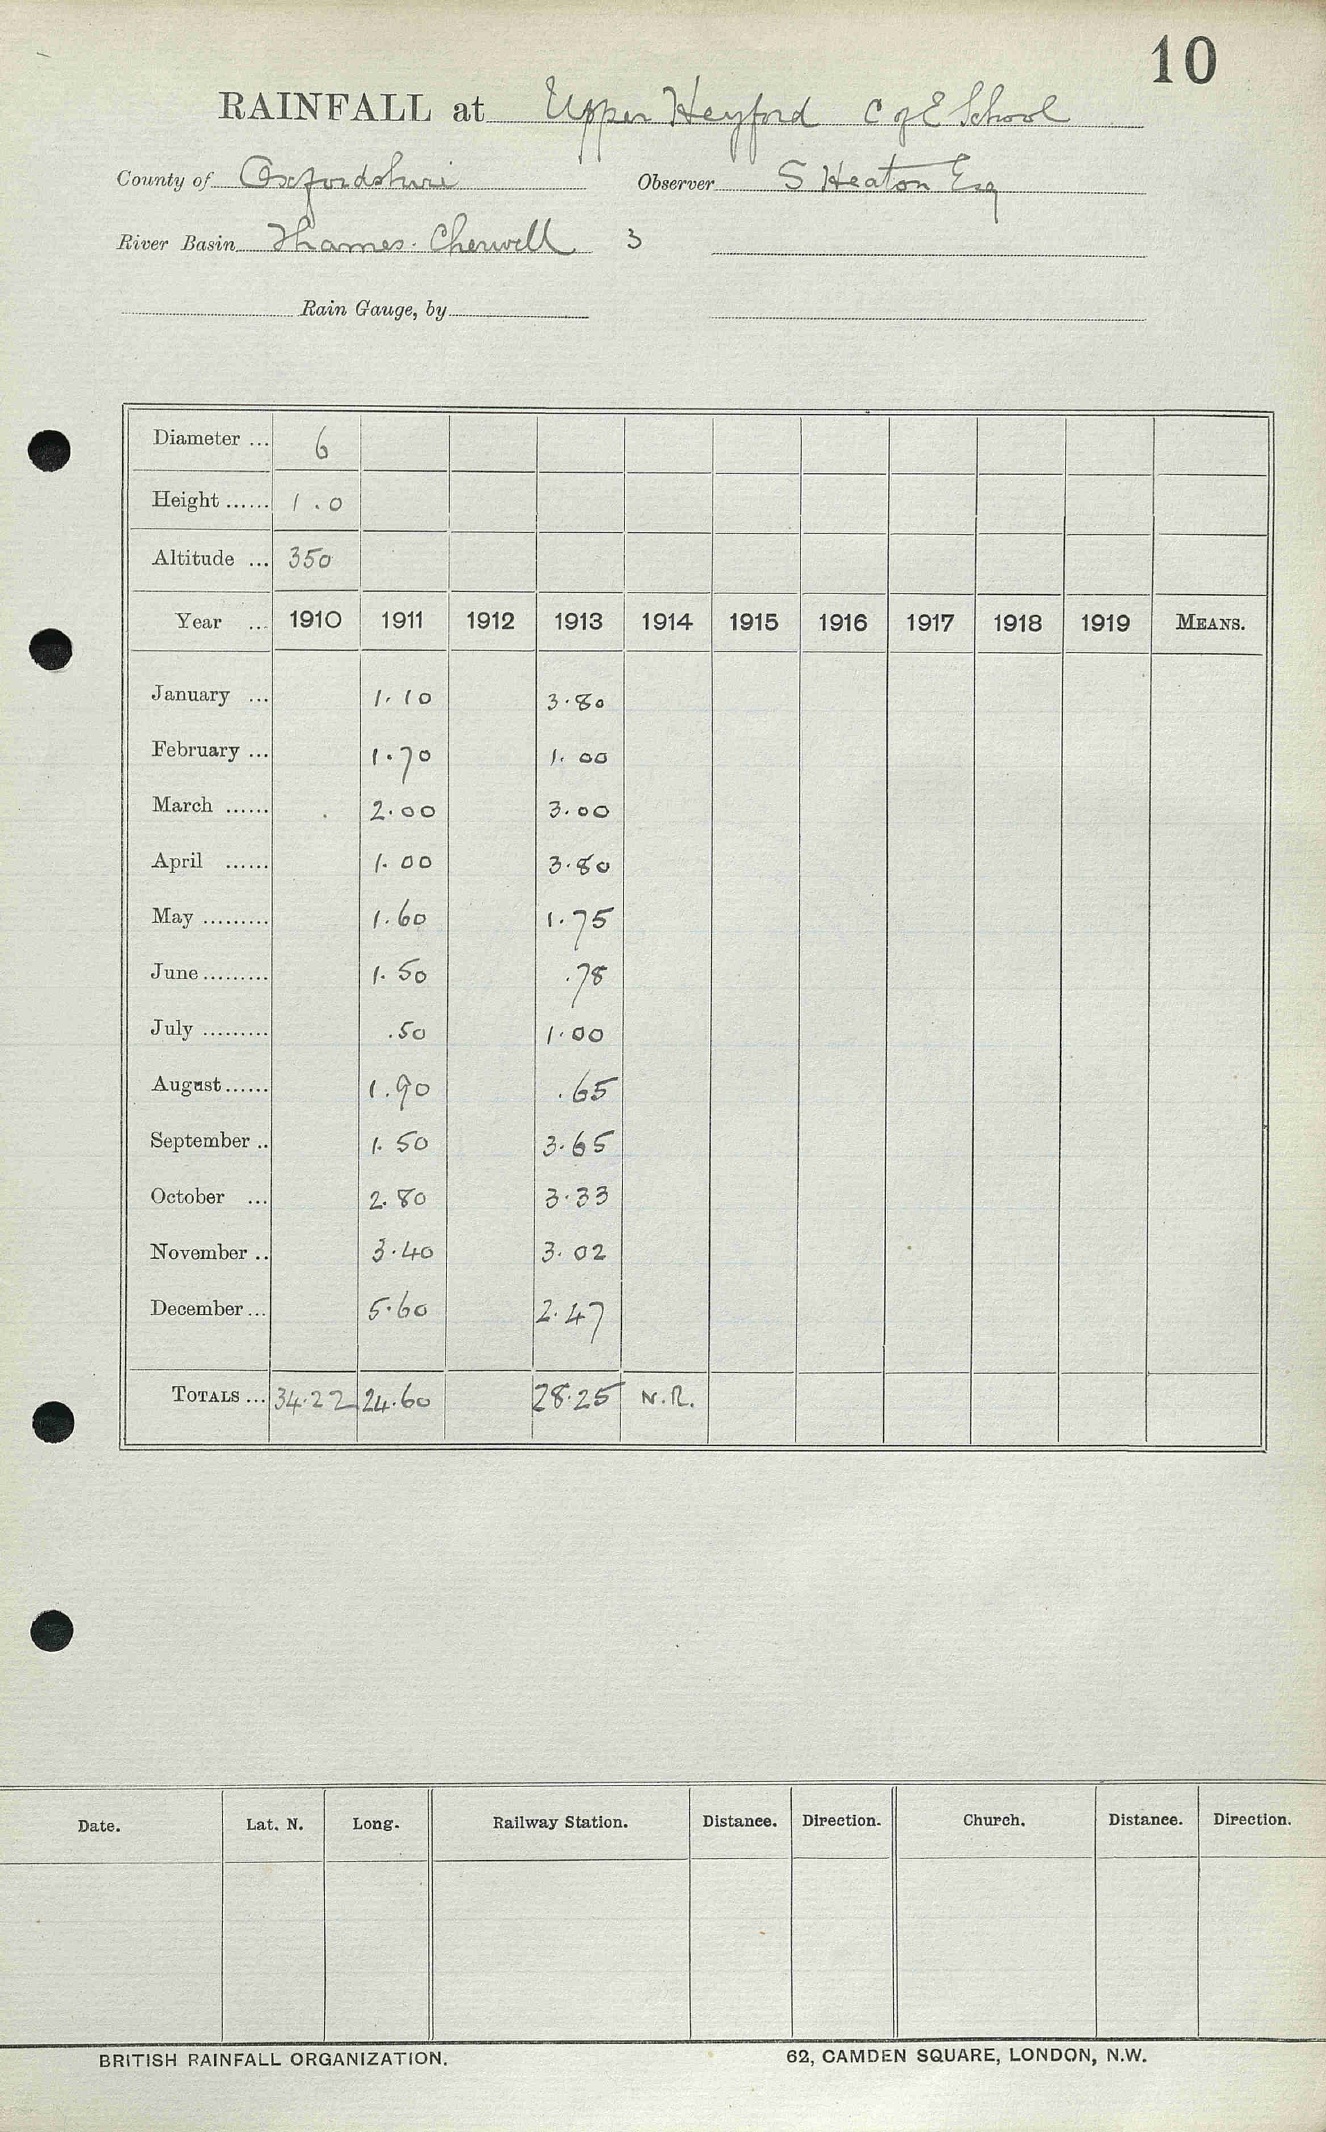 10
RAINFALL at Upper Heyford C of E School
County of Oxfordshire Observer S Heaton Esq
River Basin Thames. Cherwell 3
Rain Gauge, by
Diameter ... 6
Height ...... 1.0
Altitude ... 350
Year ... 1910 1911 1912 1913 1914 1915 1916 1917 1918 1919 MEANS.
January ... 1.10 3.80
February ... 1.70 1.00
March ...... 2.00 3.00
April ...... 1.00 3.80
May ......... 1.60 1.75
June ......... 1.50 .78
July ......... .50 1.00
August ...... 1.90 .65
September .. 1.50 3.65
October ... 2.80 3.33
November .. 3.40 3.02
December ... 5.60 2.47
TOTALS ... 34.22 24.60 28.25 N.R.
Date. Lat. N. Long. Railway Station. Distance. Direction. Church. Distance. Direction.
BRITISH RAINFALL ORGANIZATION. 62, CAMDEN SQUARE, LONDON, N.W.